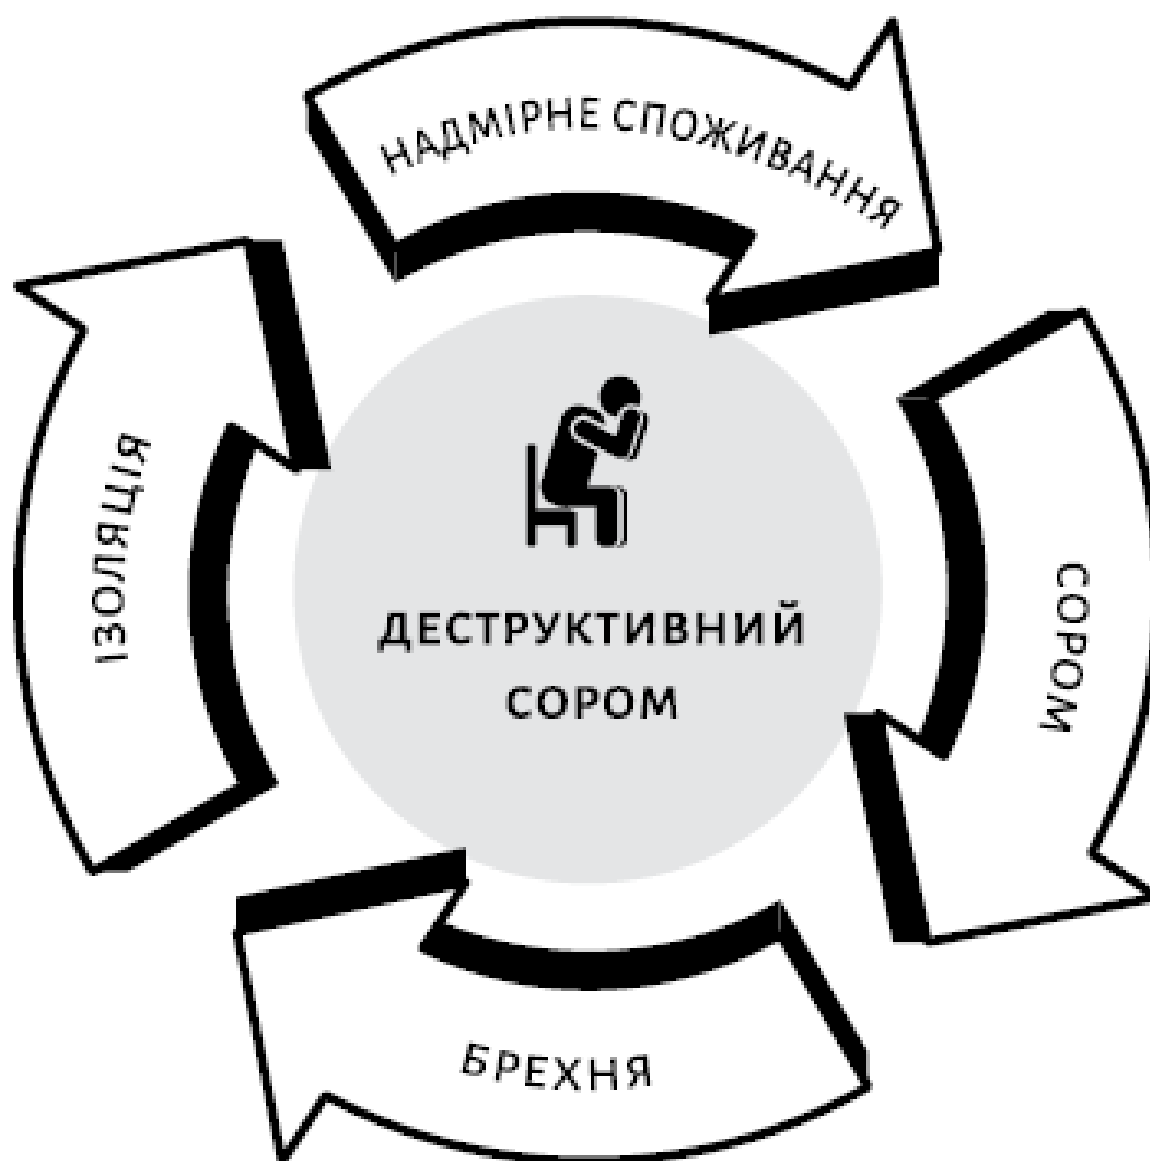 НАДМІРНЕ СПОЖИВАННЯ
СОРОМ
БРЕХНЯ
ІЗОЛЯЦІЯ
ДЕСТРУКТИВНИЙ
СОРОМ